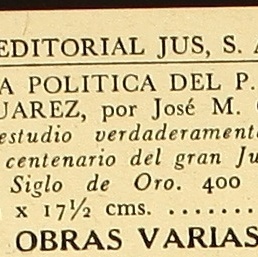 EDITORIAL JUS, S. A
A POLITICA DEL P.
UAREZ, por José M.
estudio verdaderament
centenario del gran Ju
Siglo de Oro. 400
x 17½ cms. ........
OBRAS VARIAS